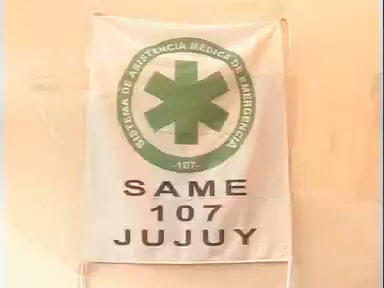 SISTEMA DE ASISTENCIA MEDICA DE EMERGENCIA
-107-
SAME
107
JUJUY